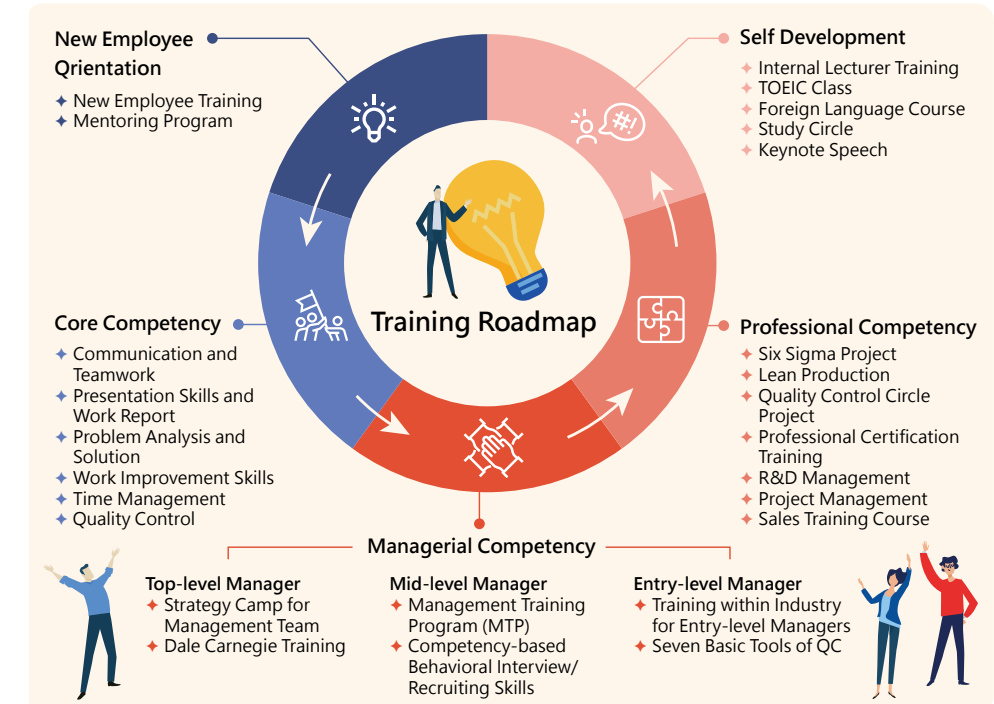 New Employee
Qrientation
✦ New Employee Training
✦ Mentoring Program
Self Development
✦ Internal Lecturer Training
✦ TOEIC Class
✦ Foreign Language Course
✦ Study Circle
✦ Keynote Speech
#!
Training Roadmap
Core Competency
✦ Communication and
Teamwork
✦ Presentation Skills and
Work Report
✦ Problem Analysis and
Solution
✦ Work Improvement Skills
✦ Time Management
✦ Quality Control
Professional Competency
✦ Six Sigma Project
✦ Lean Production
✦ Quality Control Circle
Project
✦ Professional Certification
Training
✦ R&D Management
✦ Project Management
✦ Sales Training Course
Managerial Competency
Top-level Manager
✦ Strategy Camp for
Management Team
✦ Dale Carnegie Training
Mid-level Manager
✦ Management Training
Program (MTP)
✦ Competency-based
Behavioral Interview/
Recruiting Skills
Entry-level Manager
✦ Training within Industry
for Entry-level Managers
✦ Seven Basic Tools of QC